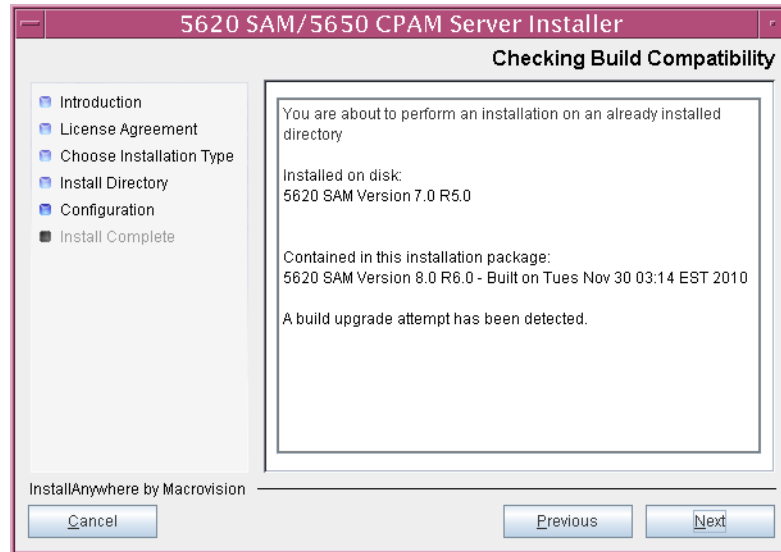 5620 SAM/5650 CPAM Server Installer
Checking Build Compatibility
Introduction
License Agreement
Choose Installation Type
Install Directory
Configuration
Install Complete
You are about to perform an installation on an already installed
directory
Installed on disk:
5620 SAM Version 7.0 R5.0
Contained in this installation package:
5620 SAM Version 8.0 R6.0 - Built on Tues Nov 30 03:14 EST 2010
A build upgrade attempt has been detected.
InstallAnywhere by Macrovision
Cancel
Previous
Next